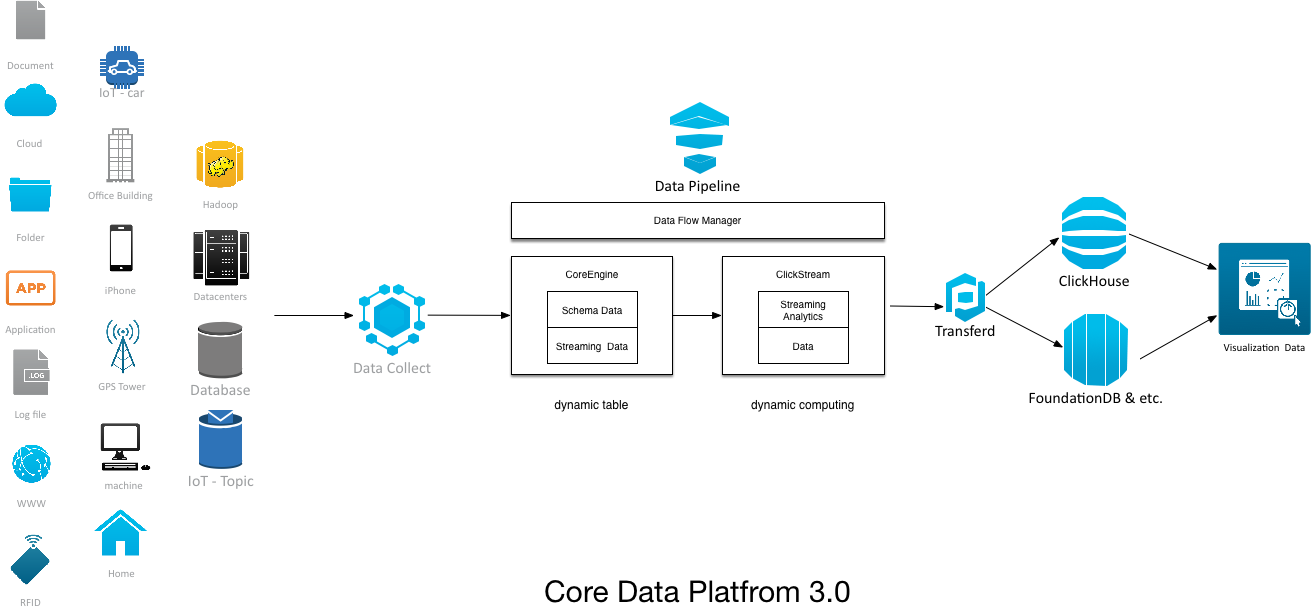 Document
Cloud
Folder
APP
Application
.LOG
Log file
WWW
RFID
IoT - car
Office Building
iPhone
GPS Tower
machine
Home
Hadoop
Datacenters
Database
IoT - Topic
Data Collect
Data Pipeline
Data Flow Manager
CoreEngine
Schema Data
Streaming Data
dynamic table
ClickStream
Streaming
Analytics
Data
dynamic computing
Transferd
ClickHouse
FoundationDB & etc.
Visualization Data
Core Data Platfrom 3.0